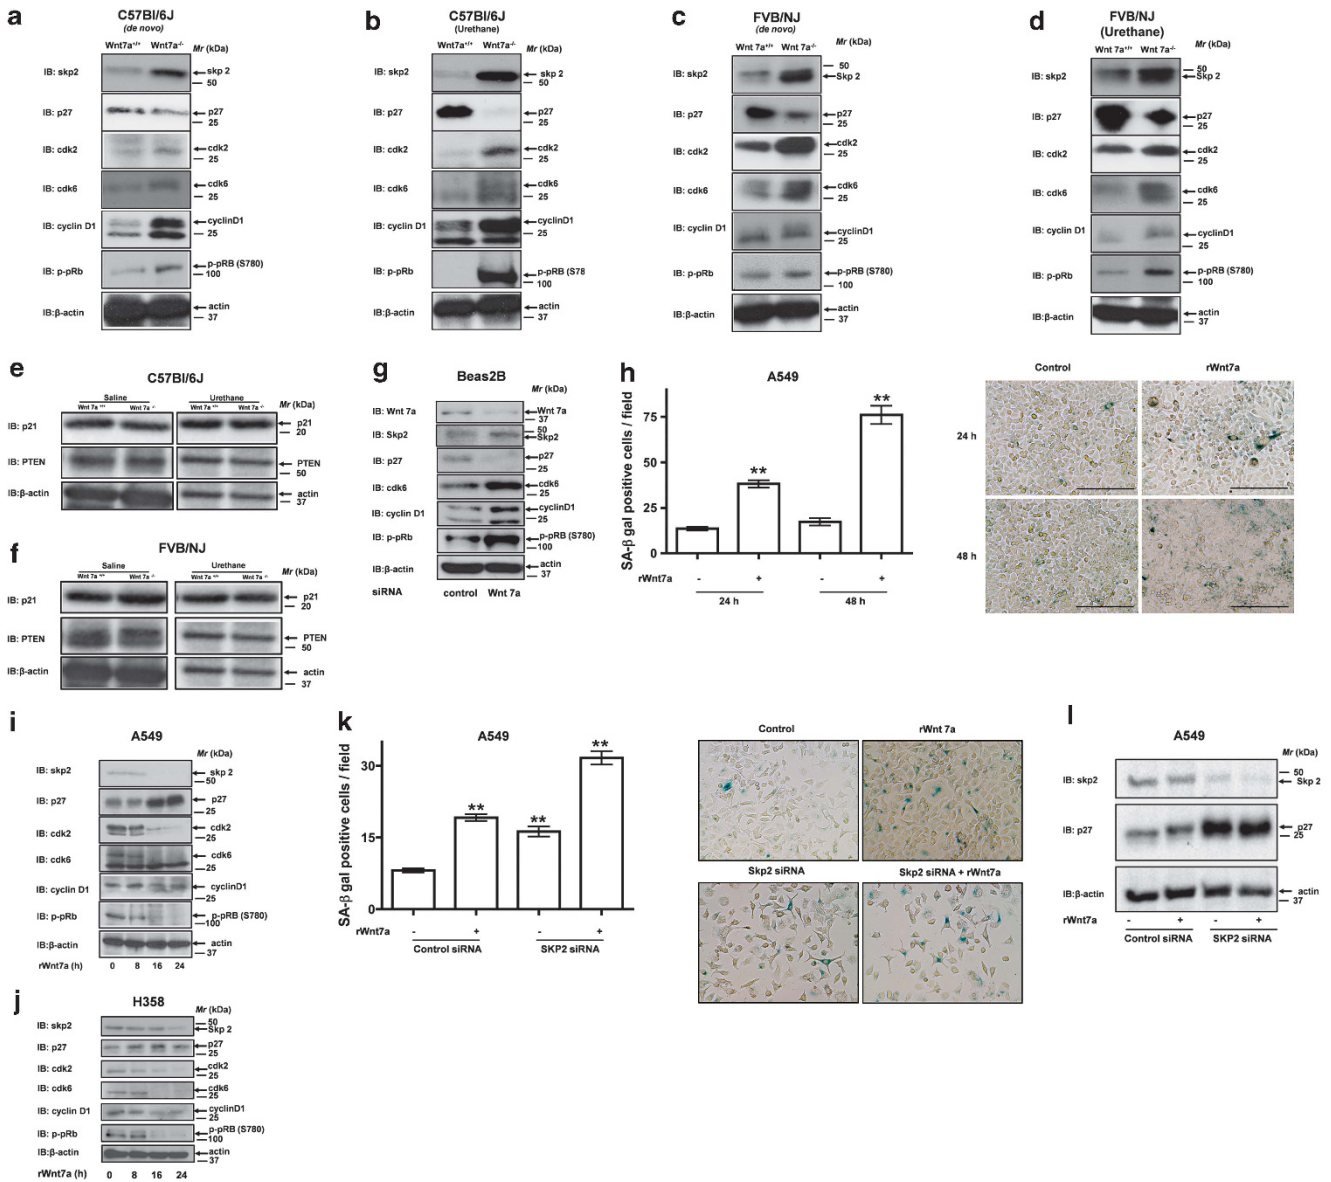 a
C57Bl/6J
(de novo)
Wnt7a+/+ Wnt7a-/- Mr (kDa)
IB: skp2 skp 2
50
IB: p27 p27
25
IB: cdk2 cdk2
25
IB: cdk6 cdk6
25
IB: cyclin D1 cyclinD1
25
IB: p-pRb p-pRB (S780)
100
IB:β-actin actin
37
b
C57Bl/6J
(Urethane)
Wnt7a+/+ Wnt7a-/- Mr (kDa)
IB: skp2 skp 2
50
IB: p27 p27
25
IB: cdk2 cdk2
25
IB: cdk6 cdk6
25
IB: cyclin D1 cyclinD1
25
IB: p-pRb p-pRB (S78
100
IB:β-actin actin
37
c
FVB/NJ
(de novo)
Wnt 7a+/+ Wnt 7a-/- Mr (kDa)
50
IB: skp2 Skp 2
IB: p27 p27
25
IB: cdk2 cdk2
25
IB: cdk6 cdk6
25
IB: cyclin D1 cyclinD1
25
IB: p-pRb p-pRB (S780)
100
IB:β-actin actin
37
d
FVB/NJ
(Urethane)
Wnt 7a+/+ Wnt 7a-/- Mr (kDa)
50
IB: skp2 Skp 2
IB: p27 p27
25
IB: cdk2 cdk2
25
IB: cdk6 cdk6
25
IB: cyclin D1 cyclinD1
25
IB: p-pRb p-pRB (S780)
100
IB:β-actin actin
37
e
C57Bl/6J
Saline Urethane
Wnt 7a+/+ Wnt 7a-/- Wnt 7a+/+ Wnt 7a-/- Mr (kDa)
IB: p21 p21
20
IB: PTEN PTEN
50
IB:β-actin actin
37
f
FVB/NJ
Saline Urethane
Wnt 7a+/+ Wnt 7a-/- Wnt 7a+/+ Wnt 7a-/- Mr (kDa)
IB: p21 p21
20
IB: PTEN PTEN
50
IB:β-actin actin
37
g
Beas2B
Mr (kDa)
IB: Wnt 7a Wnt 7a
37
50
IB: Skp2 Skp2
IB: p27 p27
25
IB: cdk6 cdk6
25
IB: cyclin D1 cyclinD1
25
IB: p-pRb p-pRB (S780)
100
IB:β-actin actin
37
siRNA control Wnt 7a
h
A549
SA-β gal positive cells / field
75
50
25
0
** **
rWnt7a - + - +
24 h 48 h
Control rWnt7a
24 h
48 h
i
A549
Mr (kDa)
IB: skp2 skp 2
50
IB: p27 p27
25
IB: cdk2 cdk2
25
IB: cdk6 cdk6
25
IB: cyclin D1 cyclinD1
25
IB: p-pRb p-pRB (S780)
100
IB:β-actin actin
37
rWnt7a (h) 0 8 16 24
j
H358
Mr (kDa)
50
IB: skp2 Skp 2
IB: p27 p27
25
IB: cdk2 cdk2
25
IB: cdk6 cdk6
25
IB: cyclin D1 cyclinD1
25
IB: p-pRb p-pRB (S780)
100
IB:β-actin actin
37
rWnt7a (h) 0 8 16 24
k
A549
SA-β gal positive cells / field
30
15
0
** ** **
rWnt7a - + - +
Control siRNA SKP2 siRNA
Control rWnt 7a
Skp2 siRNA Skp2 siRNA + rWnt7a
l
A549
Mr (kDa)
50
IB: skp2 Skp 2
IB: p27 p27
25
IB:β-actin actin
37
rWnt7a - + - +
Control siRNA SKP2 siRNA